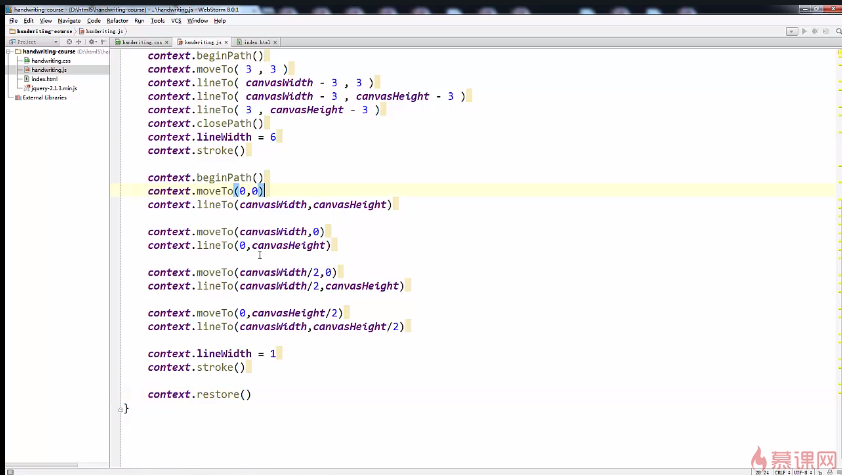 handwriting-course - [D:\html5\handwriting-course] - ...\handwriting.js - WebStorm 8.0.1
File Edit View Navigate Code Refactor Run Tools VCS Window Help
handwriting-course handwriting.js
Project
handwriting.css handwriting.js index.html
handwriting-course
handwriting.css
handwriting.js
index.html
jquery-2.1.3.min.js
External Libraries
context.beginPath()
context.moveTo( 3 , 3 )
context.lineTo( canvasWidth - 3 , 3 )
context.lineTo( canvasWidth - 3 , canvasHeight - 3 )
context.lineTo( 3 , canvasHeight - 3 )
context.closePath()
context.lineWidth = 6
context.stroke()
context.beginPath()
context.moveTo(0,0)
context.lineTo(canvasWidth,canvasHeight)
context.moveTo(canvasWidth,0)
context.lineTo(0,canvasHeight)
context.moveTo(canvasWidth/2,0)
context.lineTo(canvasWidth/2,canvasHeight)
context.moveTo(0,canvasHeight/2)
context.lineTo(canvasWidth,canvasHeight/2)
context.lineWidth = 1
context.stroke()
context.restore()
}
慕课网